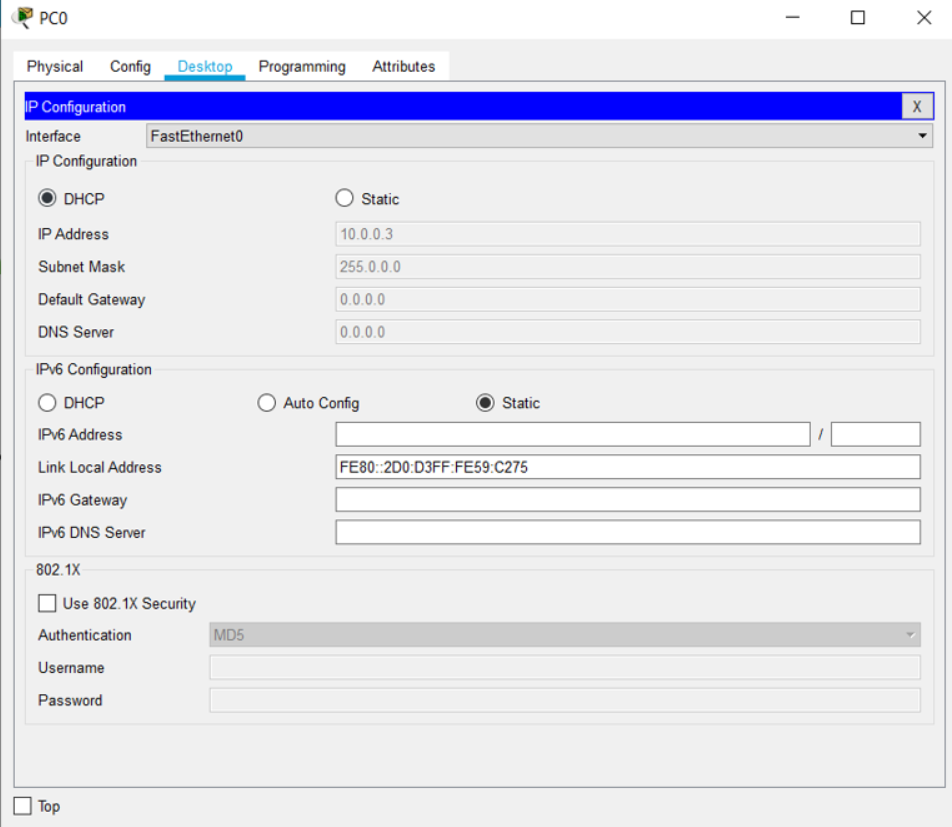 PC0
Physical Config Desktop Programming Attributes
IP Configuration X
Interface FastEthernet0
IP Configuration
DHCP Static
IP Address 10.0.0.3
Subnet Mask 255.0.0.0
Default Gateway 0.0.0.0
DNS Server 0.0.0.0
IPv6 Configuration
DHCP Auto Config Static
IPv6 Address /
Link Local Address FE80::2D0:D3FF:FE59:C275
IPv6 Gateway
IPv6 DNS Server
802.1X
Use 802.1X Security
Authentication MD5
Username
Password
Top